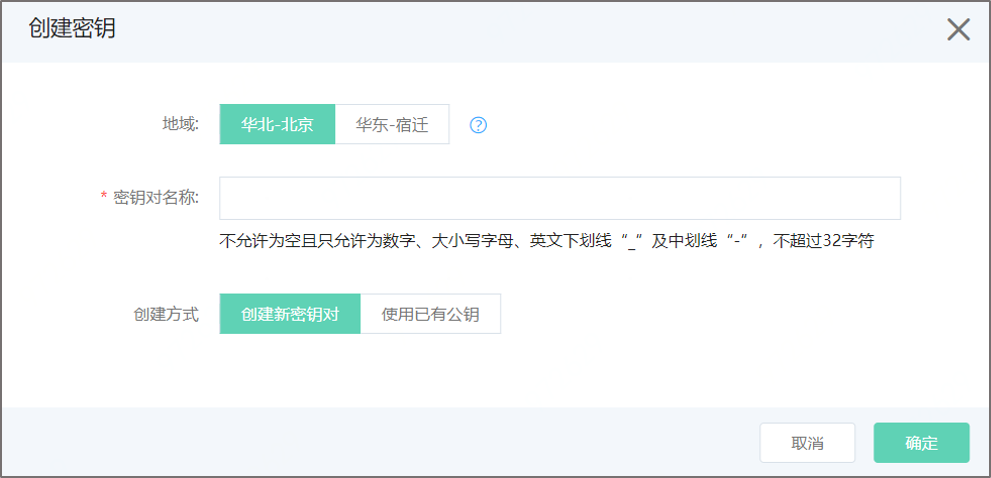 创建密钥
地域: 华北-北京 华东-宿迁 ?
* 密钥对名称:
不允许为空且只允许为数字、大小写字母、英文下划线“_”及中划线“-”，不超过32字符
创建方式 创建新密钥对 使用已有公钥
取消 确定